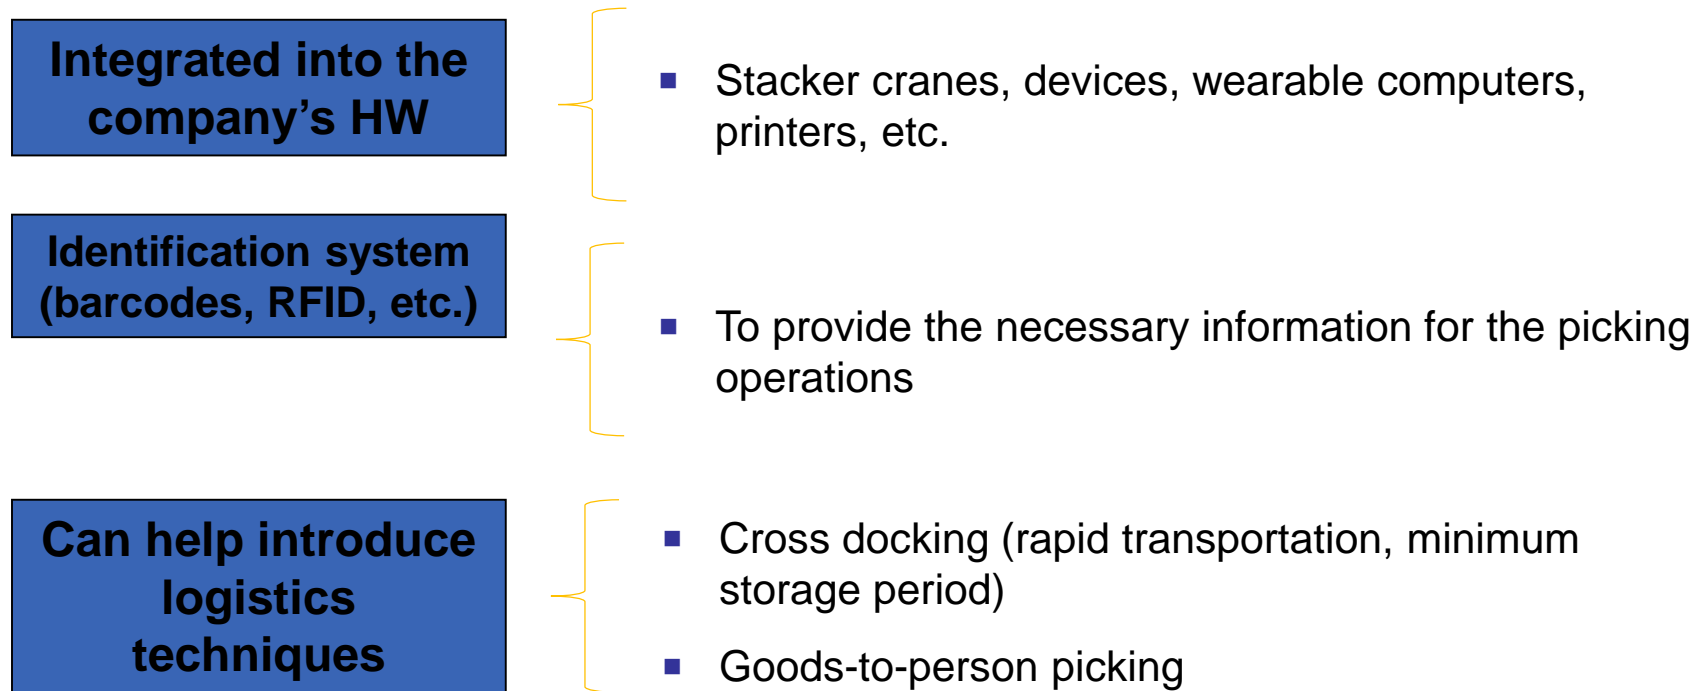 Integrated into the
company’s HW
▪ Stacker cranes, devices, wearable computers,
printers, etc.
Identification system
(barcodes, RFID, etc.)
▪ To provide the necessary information for the picking
operations
Can help introduce
logistics
techniques
▪ Cross docking (rapid transportation, minimum
storage period)
▪ Goods-to-person picking